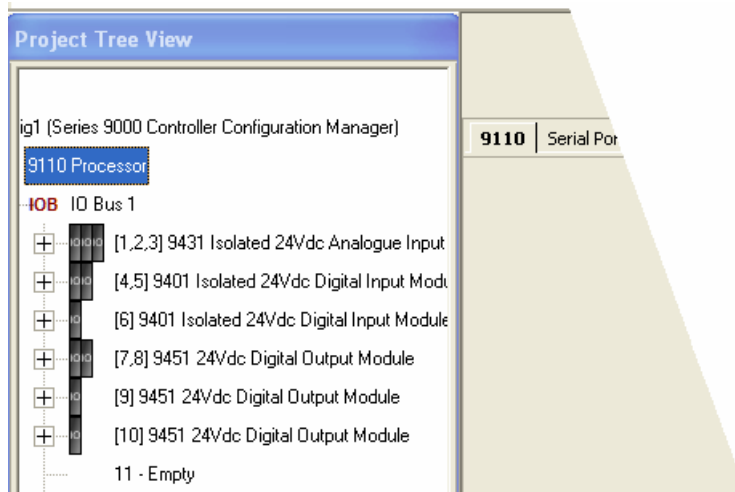 Project Tree View
ig1 (Series 9000 Controller Configuration Manager)
9110 Serial Por
9110 Processor
IOB IO Bus 1
[1,2,3] 9431 Isolated 24Vdc Analogue Input
[4,5] 9401 Isolated 24Vdc Digital Input Modu
[6] 9401 Isolated 24Vdc Digital Input Module
[7,8] 9451 24Vdc Digital Output Module
[9] 9451 24Vdc Digital Output Module
[10] 9451 24Vdc Digital Output Module
11 - Empty